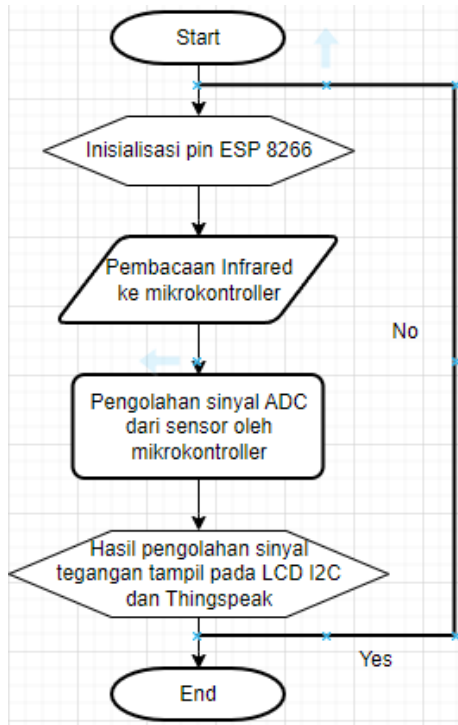 Start
Inisialisasi pin ESP 8266
Pembacaan Infrared
ke mikrokontroller
No
Pengolahan sinyal ADC
dari sensor oleh
mikrokontroller
Hasil pengolahan sinyal
tegangan tampil pada LCD I2C
dan Thingspeak
Yes
End